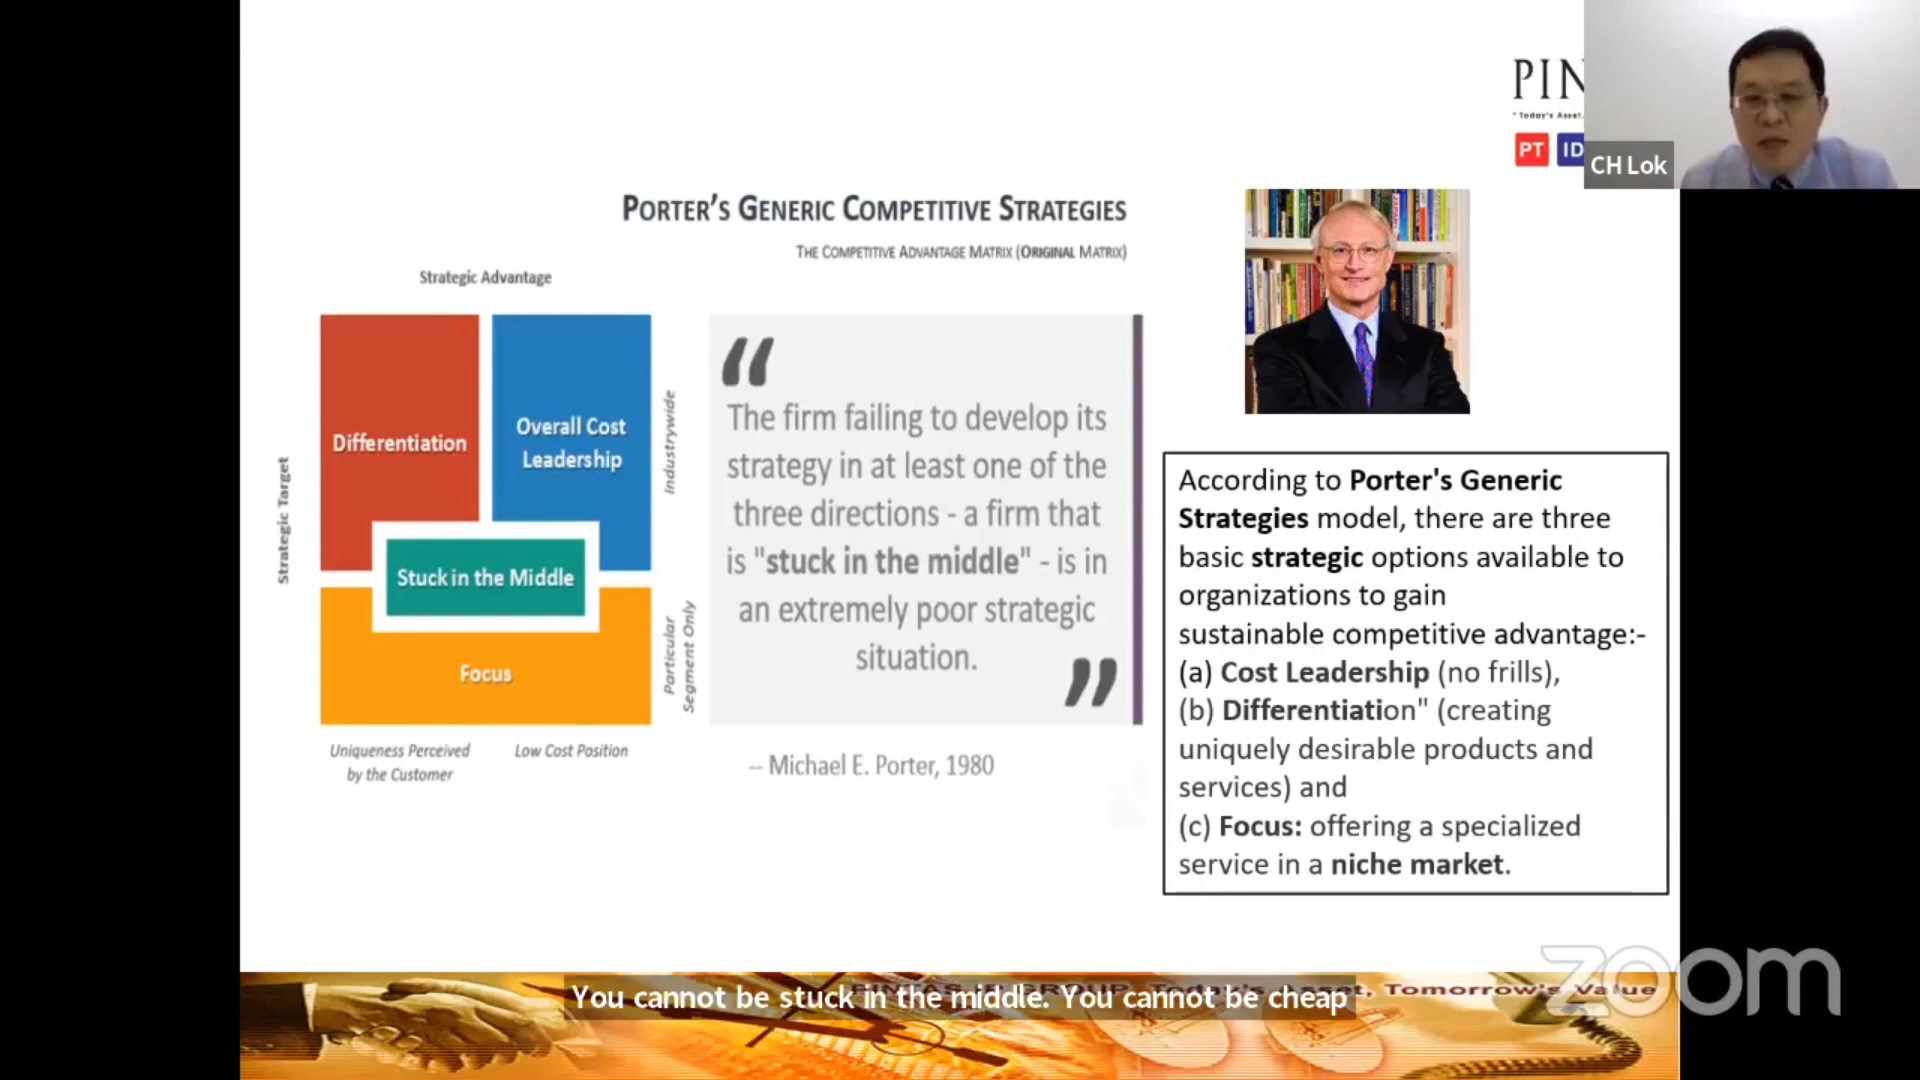 PIN
"Today's Asset,
PT ID
CH Lok
PORTER'S GENERIC COMPETITIVE STRATEGIES
THE COMPETITIVE ADVANTAGE MATRIX (ORIGINAL MATRIX)
Strategic Advantage
Strategic Target
Differentiation
Overall Cost
Leadership
Industrywide
Stuck in the Middle
Focus
Particular
Segment Only
Uniqueness Perceived
by the Customer
Low Cost Position
“
The firm failing to develop its
strategy in at least one of the
three directions - a firm that
is "stuck in the middle" - is in
an extremely poor strategic
situation.
”
-- Michael E. Porter, 1980
According to Porter's Generic
Strategies model, there are three
basic strategic options available to
organizations to gain
sustainable competitive advantage:-
(a) Cost Leadership (no frills),
(b) Differentiation" (creating
uniquely desirable products and
services) and
(c) Focus: offering a specialized
service in a niche market.
zoom
You cannot be stuck in the middle. You cannot be cheap
, Tomorrow's Value